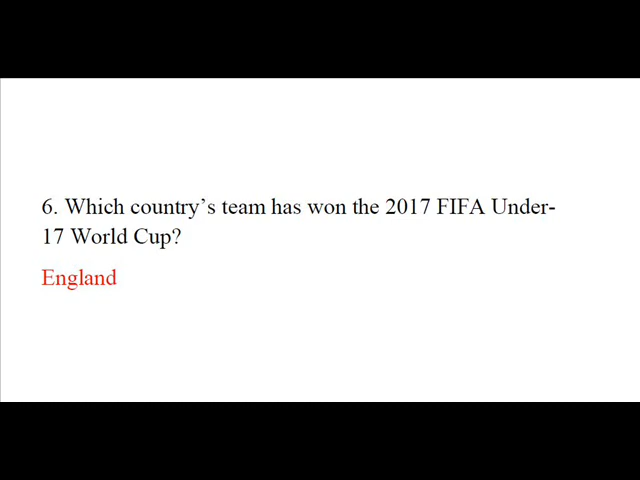 6. Which country’s team has won the 2017 FIFA Under-
17 World Cup?
England